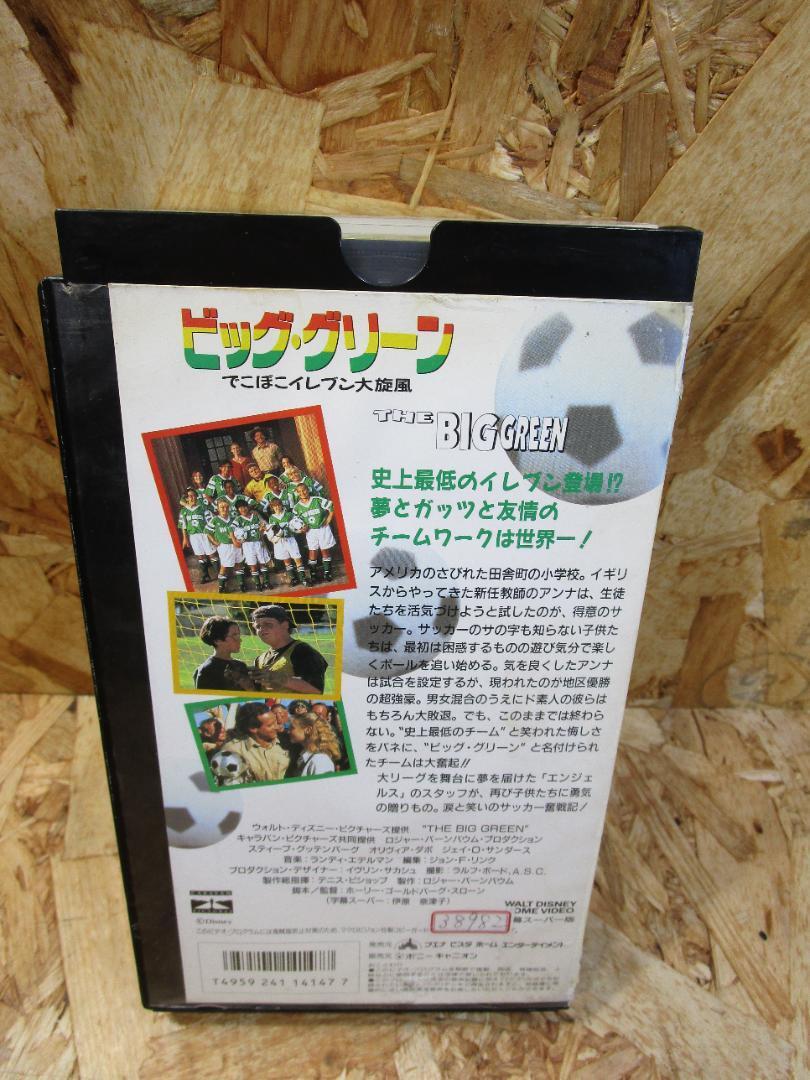 ビッグ・グリーン
でこぼこイレブン大旋風
THE BIG GREEN
史上最低のイレブン登場!?
夢とガッツと友情の
チームワークは世界一!
アメリカのさびれた田舎町の小学校。イギリ
スからやってきた新任教師のアンナは、生徒
たちを活気づけようと試したのが、得意のサ
ッカー。サッカーのサの字も知らない子供た
ちは、最初は困惑するものの遊び気分で楽し
くボールを追い始める。気を良くしたアンナ
は試合を設定するが、現われたのが地区優勝
の超強豪。男女混合のうえにド素人の彼らは
もちろん大敗退。でも、このままでは終わら
ない。“史上最低のチーム”と笑われた悔しさ
をバネに、“ビッグ・グリーン”と名付けられ
たチームは大奮起!!
大リーグを舞台に夢を届けた「エンジェ
ルス」のスタッフが、再び子供たちに勇気
の贈りもの。涙と笑いのサッカー奮戦記!
ウォルト・ディズニー・ピクチャーズ提供 “THE BIG GREEN”
キャラバン・ピクチャーズ共同提供 ロジャー・バーンバウム・プロダクション
スティーブ・グッテンバーグ オリヴィア・ダボ ジェイ・O・サンダース
音楽：ランディ・エデルマン 編集：ジョン・F・リンク
プロダクション・デザイナー：イヴリン・サカシュ 撮影：ラルフ・ボード,A.S.C.
製作総指揮：デニス・ビショップ 製作：ロジャー・バーンバウム
脚本／監督：ホーリー・ゴールドバーグ・スローン
(字幕スーパー：伊原 奈津子)
WALT DISNEY
OME VIDEO
幕スーパー版
38982
©Disney
発売元 ブエナ ビスタ ホーム エンターテイメント
販売元 ポニー キャニオン
T4959 241 14147 7